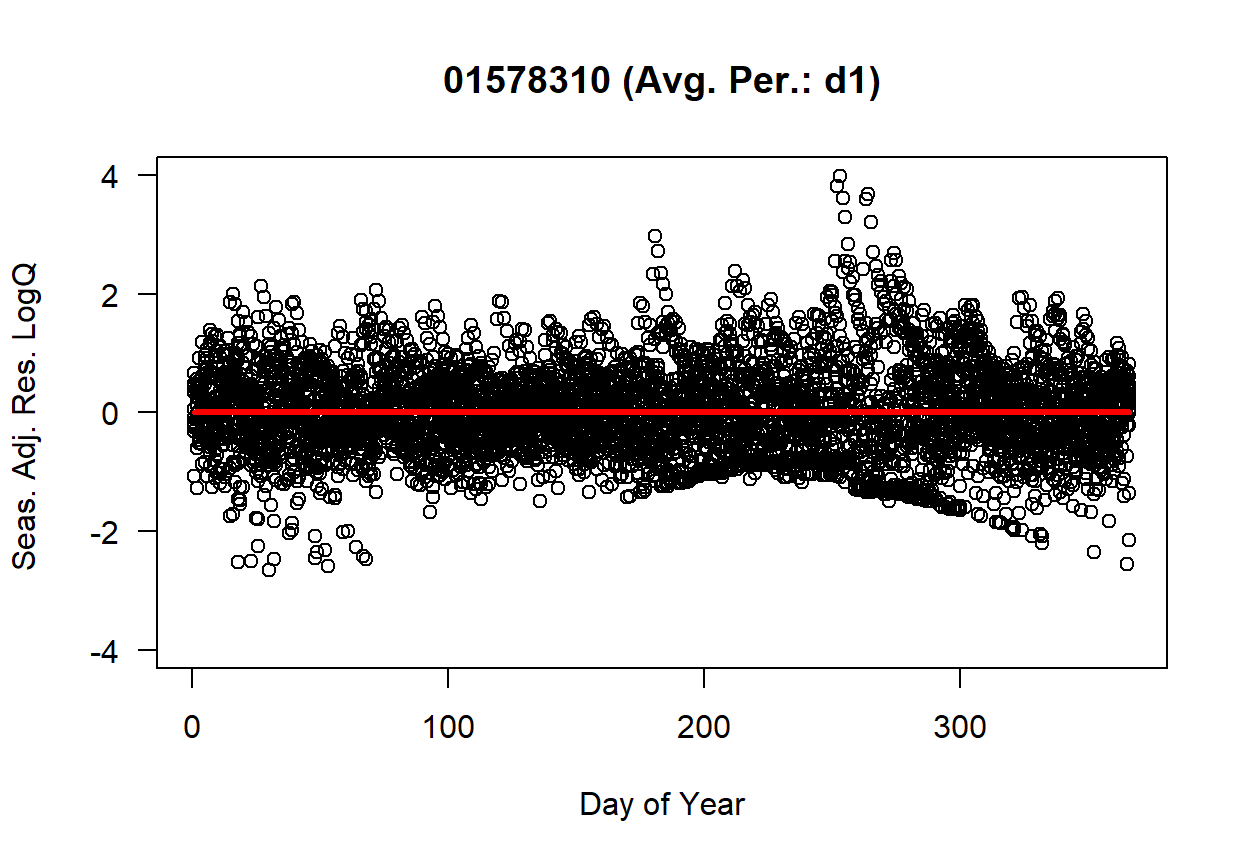 01578310 (Avg. Per.: d1)
Seas. Adj. Res. LogQ
4
2
0
-2
-4
0 100 200 300
Day of Year